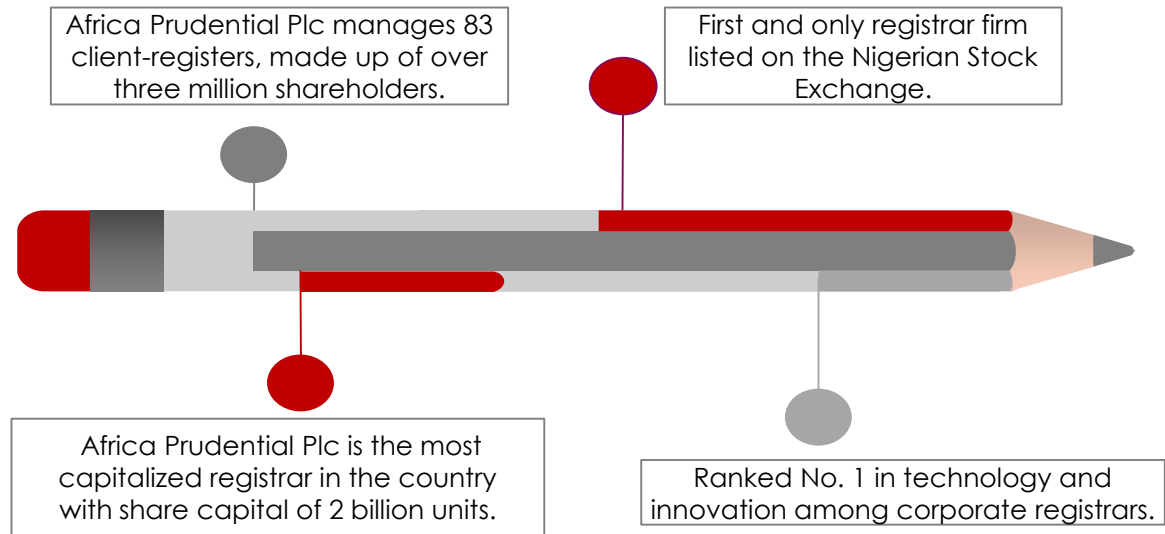 Africa Prudential Plc manages 83
client-registers, made up of over
three million shareholders.
First and only registrar firm
listed on the Nigerian Stock
Exchange.
Africa Prudential Plc is the most
capitalized registrar in the country
with share capital of 2 billion units.
Ranked No. 1 in technology and
innovation among corporate registrars.